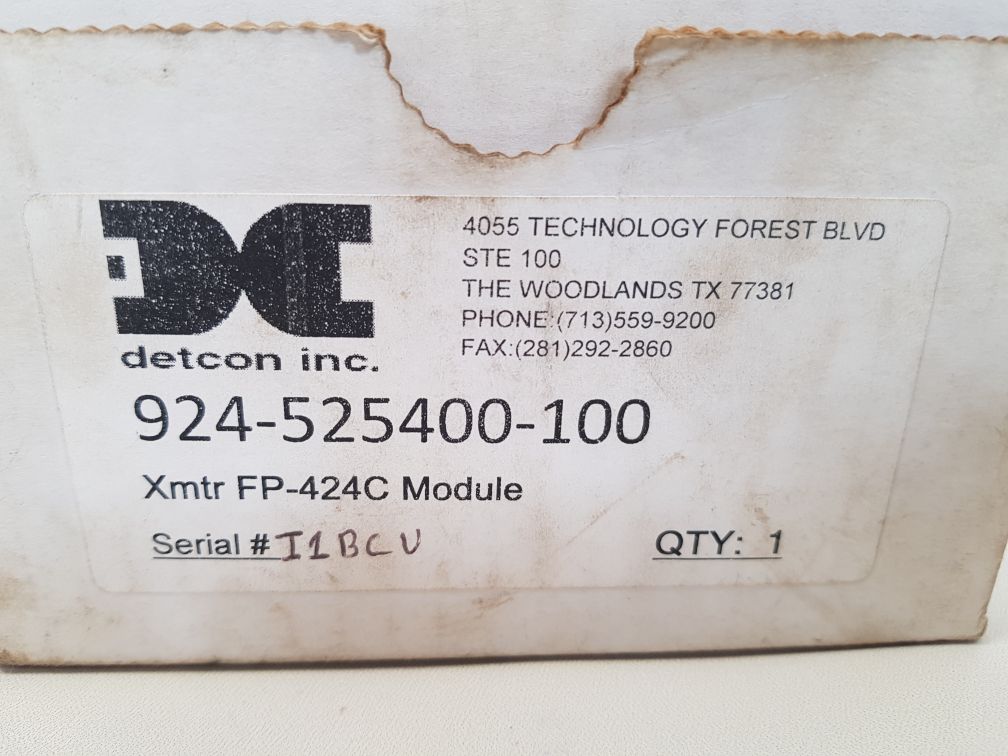 4055 TECHNOLOGY FOREST BLVD
STE 100
THE WOODLANDS TX 77381
PHONE:(713)559-9200
FAX:(281)292-2860
detcon inc.
924-525400-100
Xmtr FP-424C Module
Serial # I1BCU
QTY: 1